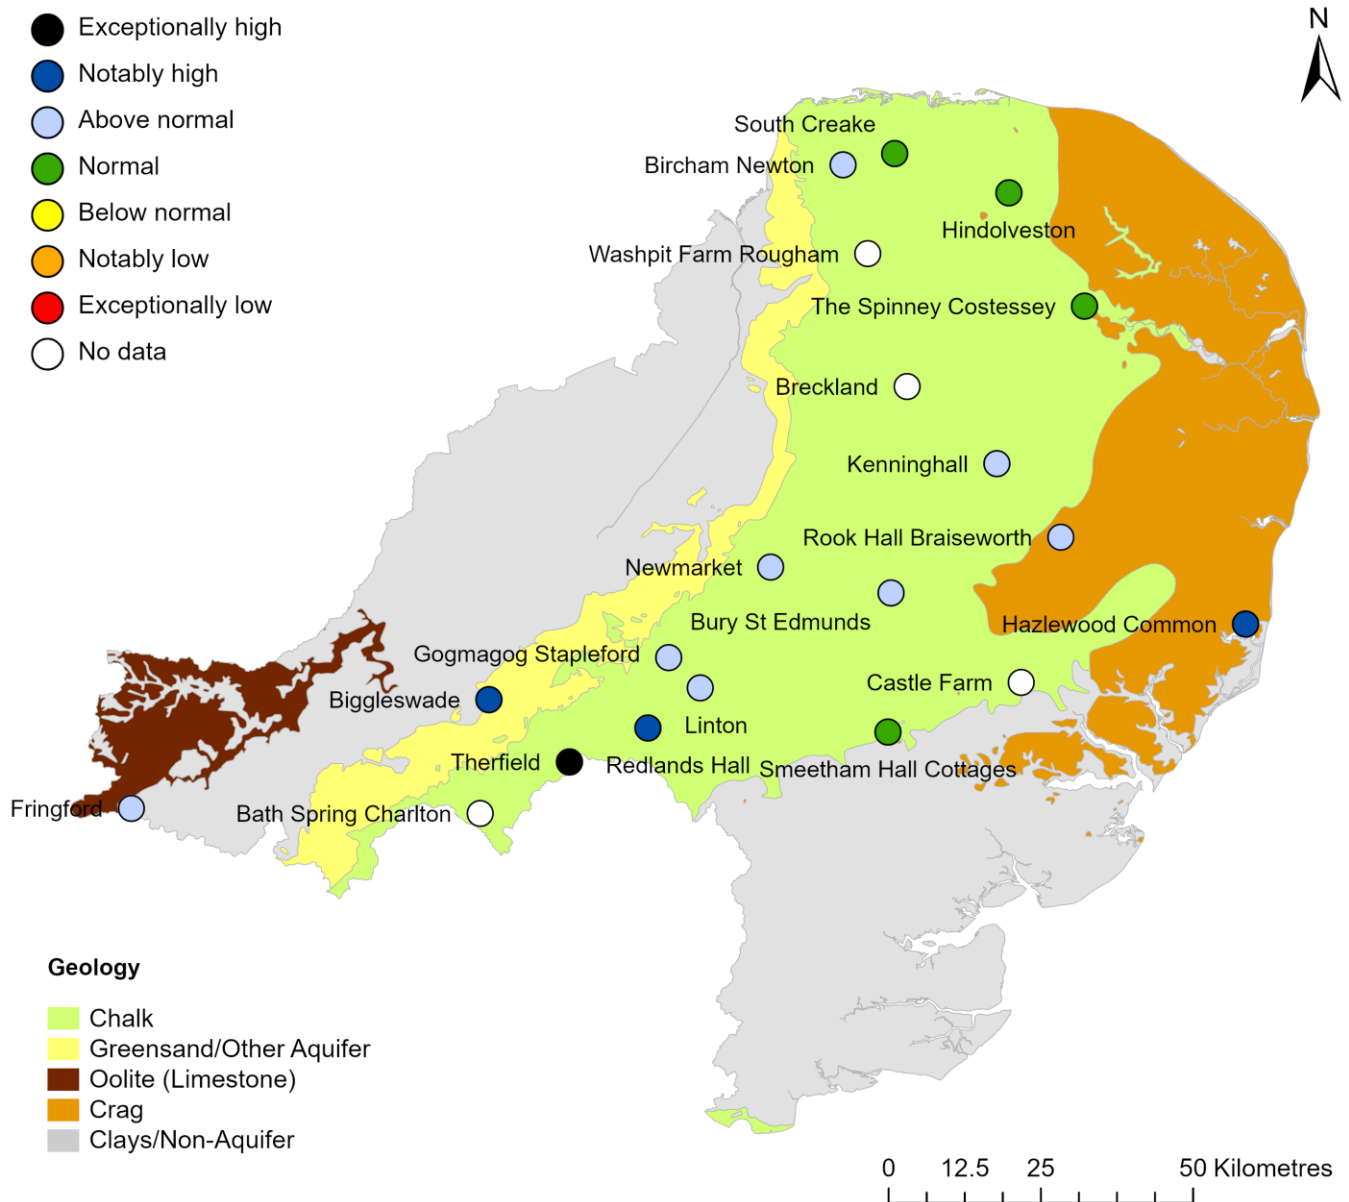 Exceptionally high
Notably high
Above normal
Normal
Below normal
Notably low
Exceptionally low
No data
N
South Creake
Bircham Newton
Hindolveston
Washpit Farm Rougham
The Spinney Costessey
Breckland
Kenninghall
Rook Hall Braiseworth
Newmarket
Bury St Edmunds
Hazlewood Common
Gogmagog Stapleford
Castle Farm
Biggleswade
Linton
Therfield
Redlands Hall
Smeetham Hall Cottages
Fringford
Bath Spring Charlton
Geology
Chalk
Greensand/Other Aquifer
Oolite (Limestone)
Crag
Clays/Non-Aquifer
0 12.5 25 50 Kilometres